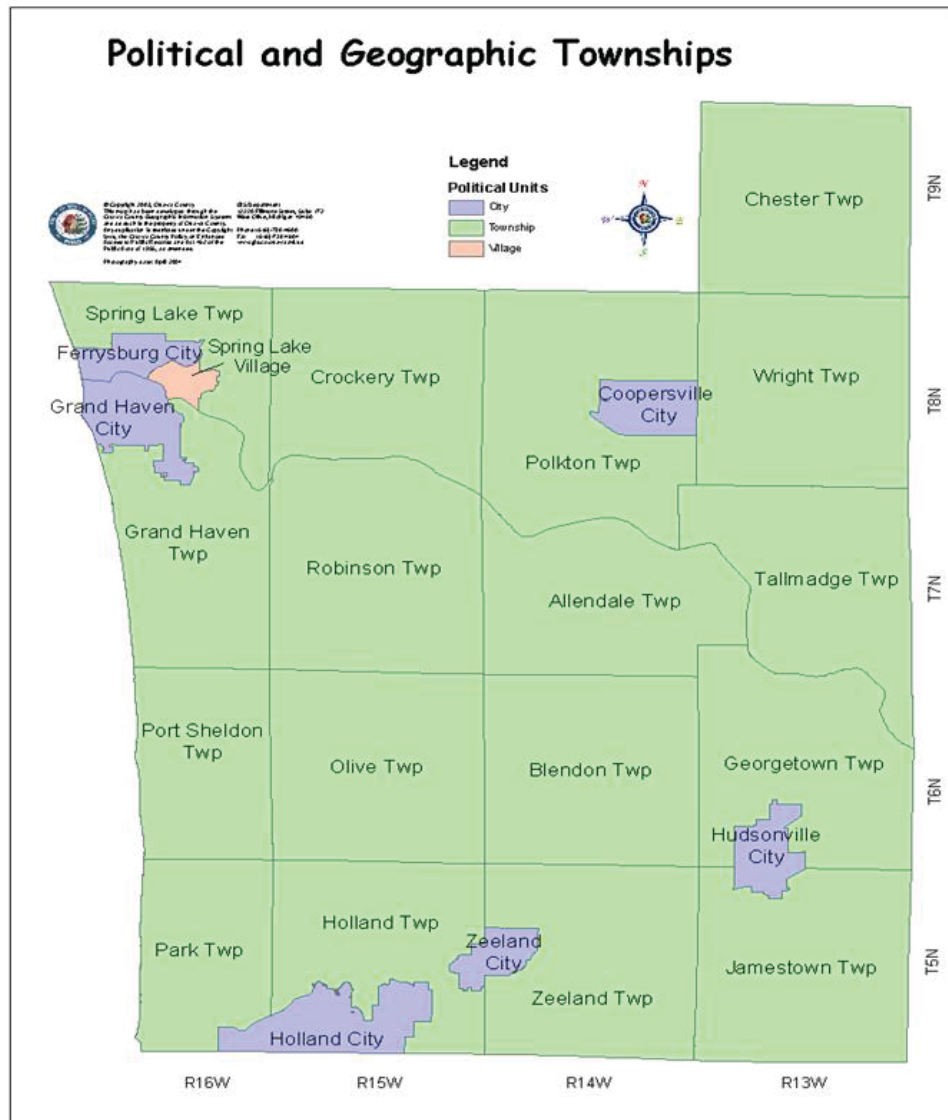 Political and Geographic Townships
Legend
Political Units
City
Township
Village
N
W
E
S
Chester Twp
T9N
Spring Lake Twp
Ferrysburg City
Spring Lake
Village
Grand Haven
City
Crockery Twp
Coopersville
City
Wright Twp
T8N
Polkton Twp
Grand Haven
Twp
Robinson Twp
Allendale Twp
Tallmadge Twp
T7N
Port Sheldon
Twp
Olive Twp
Blendon Twp
Georgetown Twp
Hudsonville
City
T6N
Park Twp
Holland Twp
Zeeland
City
Zeeland Twp
Jamestown Twp
T5N
Holland City
R16W
R15W
R14W
R13W